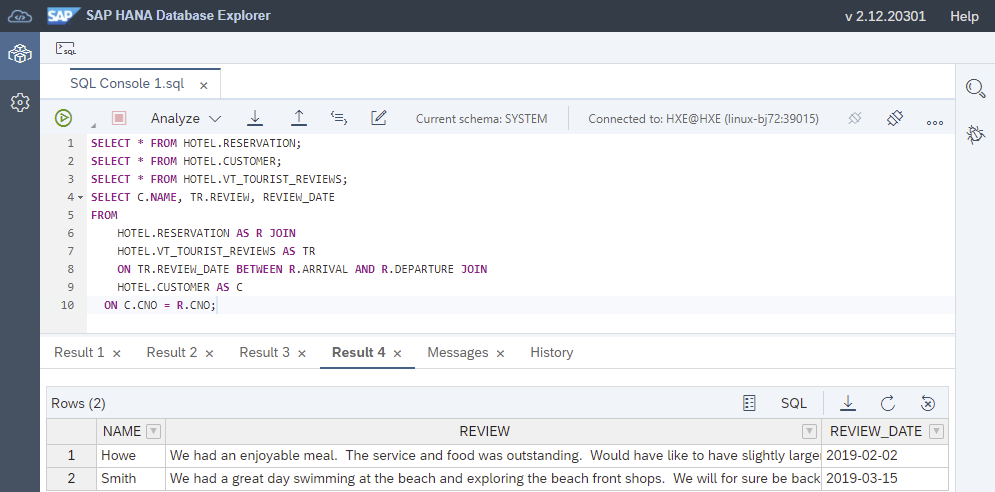 SAP SAP HANA Database Explorer v 2.12.20301 Help
SQL
SQL Console 1.sql ×
Analyze Current schema: SYSTEM Connected to: HXE@HXE (linux-bj72:39015)
1 SELECT * FROM HOTEL.RESERVATION;
2 SELECT * FROM HOTEL.CUSTOMER;
3 SELECT * FROM HOTEL.VT_TOURIST_REVIEWS;
4 SELECT C.NAME, TR.REVIEW, REVIEW_DATE
5 FROM
6 HOTEL.RESERVATION AS R JOIN
7 HOTEL.VT_TOURIST_REVIEWS AS TR
8 ON TR.REVIEW_DATE BETWEEN R.ARRIVAL AND R.DEPARTURE JOIN
9 HOTEL.CUSTOMER AS C
10 ON C.CNO = R.CNO;
Result 1 × Result 2 × Result 3 × Result 4 × Messages × History
Rows (2) SQL
NAME REVIEW REVIEW_DATE
1 Howe We had an enjoyable meal. The service and food was outstanding. Would have like to have slightly large 2019-02-02
2 Smith We had a great day swimming at the beach and exploring the beach front shops. We will for sure be back 2019-03-15